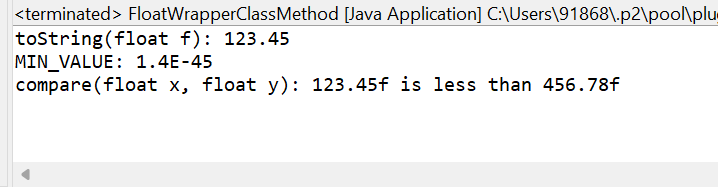 <terminated> FloatWrapperClassMethod [Java Application] C:\Users\91868\.p2\pool\plug
toString(float f): 123.45
MIN_VALUE: 1.4E-45
compare(float x, float y): 123.45f is less than 456.78f